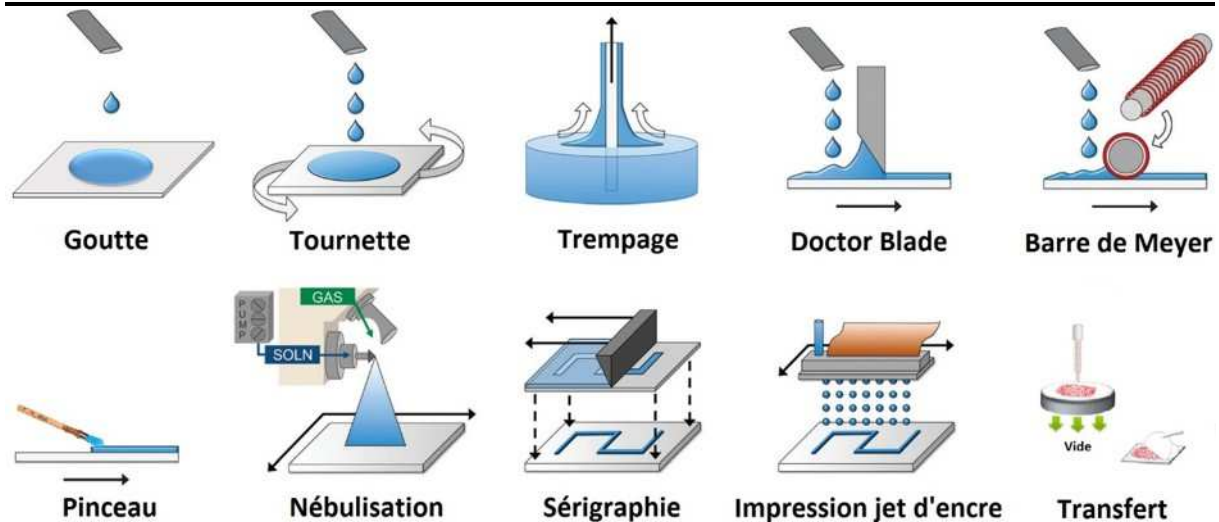 Goutte
Tournette
Trempage
Doctor Blade
Barre de Meyer
PUMP
GAS
SOLN
Vide
Pinceau
Nébulisation
Sérigraphie
Impression jet d'encre
Transfert